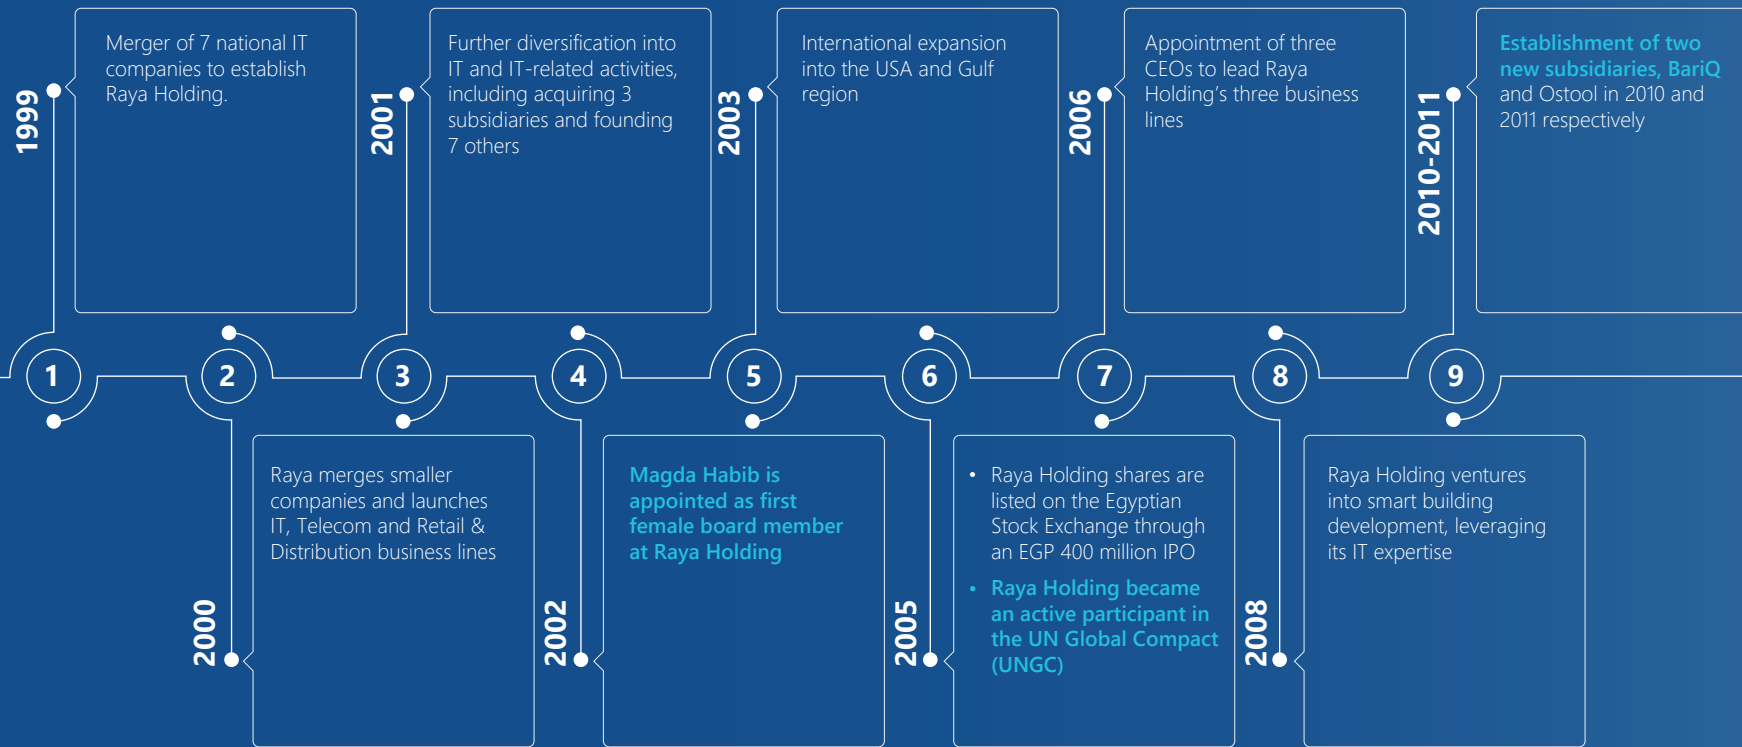 1999
Merger of 7 national IT
companies to establish
Raya Holding.
2001
Further diversification into
IT and IT-related activities,
including acquiring 3
subsidiaries and founding
7 others
2003
International expansion
into the USA and Gulf
region
2006
Appointment of three
CEOs to lead Raya
Holding's three business
lines
2010-2011
Establishment of two
new subsidiaries, BariQ
and Ostool in 2010 and
2011 respectively
1
2
3
4
5
6
7
8
9
2000
Raya merges smaller
companies and launches
IT, Telecom and Retail &
Distribution business lines
2002
Magda Habib is
appointed as first
female board member
at Raya Holding
2005
• Raya Holding shares are
listed on the Egyptian
Stock Exchange through
an EGP 400 million IPO
• Raya Holding became
an active participant in
the UN Global Compact
(UNGC)
2008
Raya Holding ventures
into smart building
development, leveraging
its IT expertise